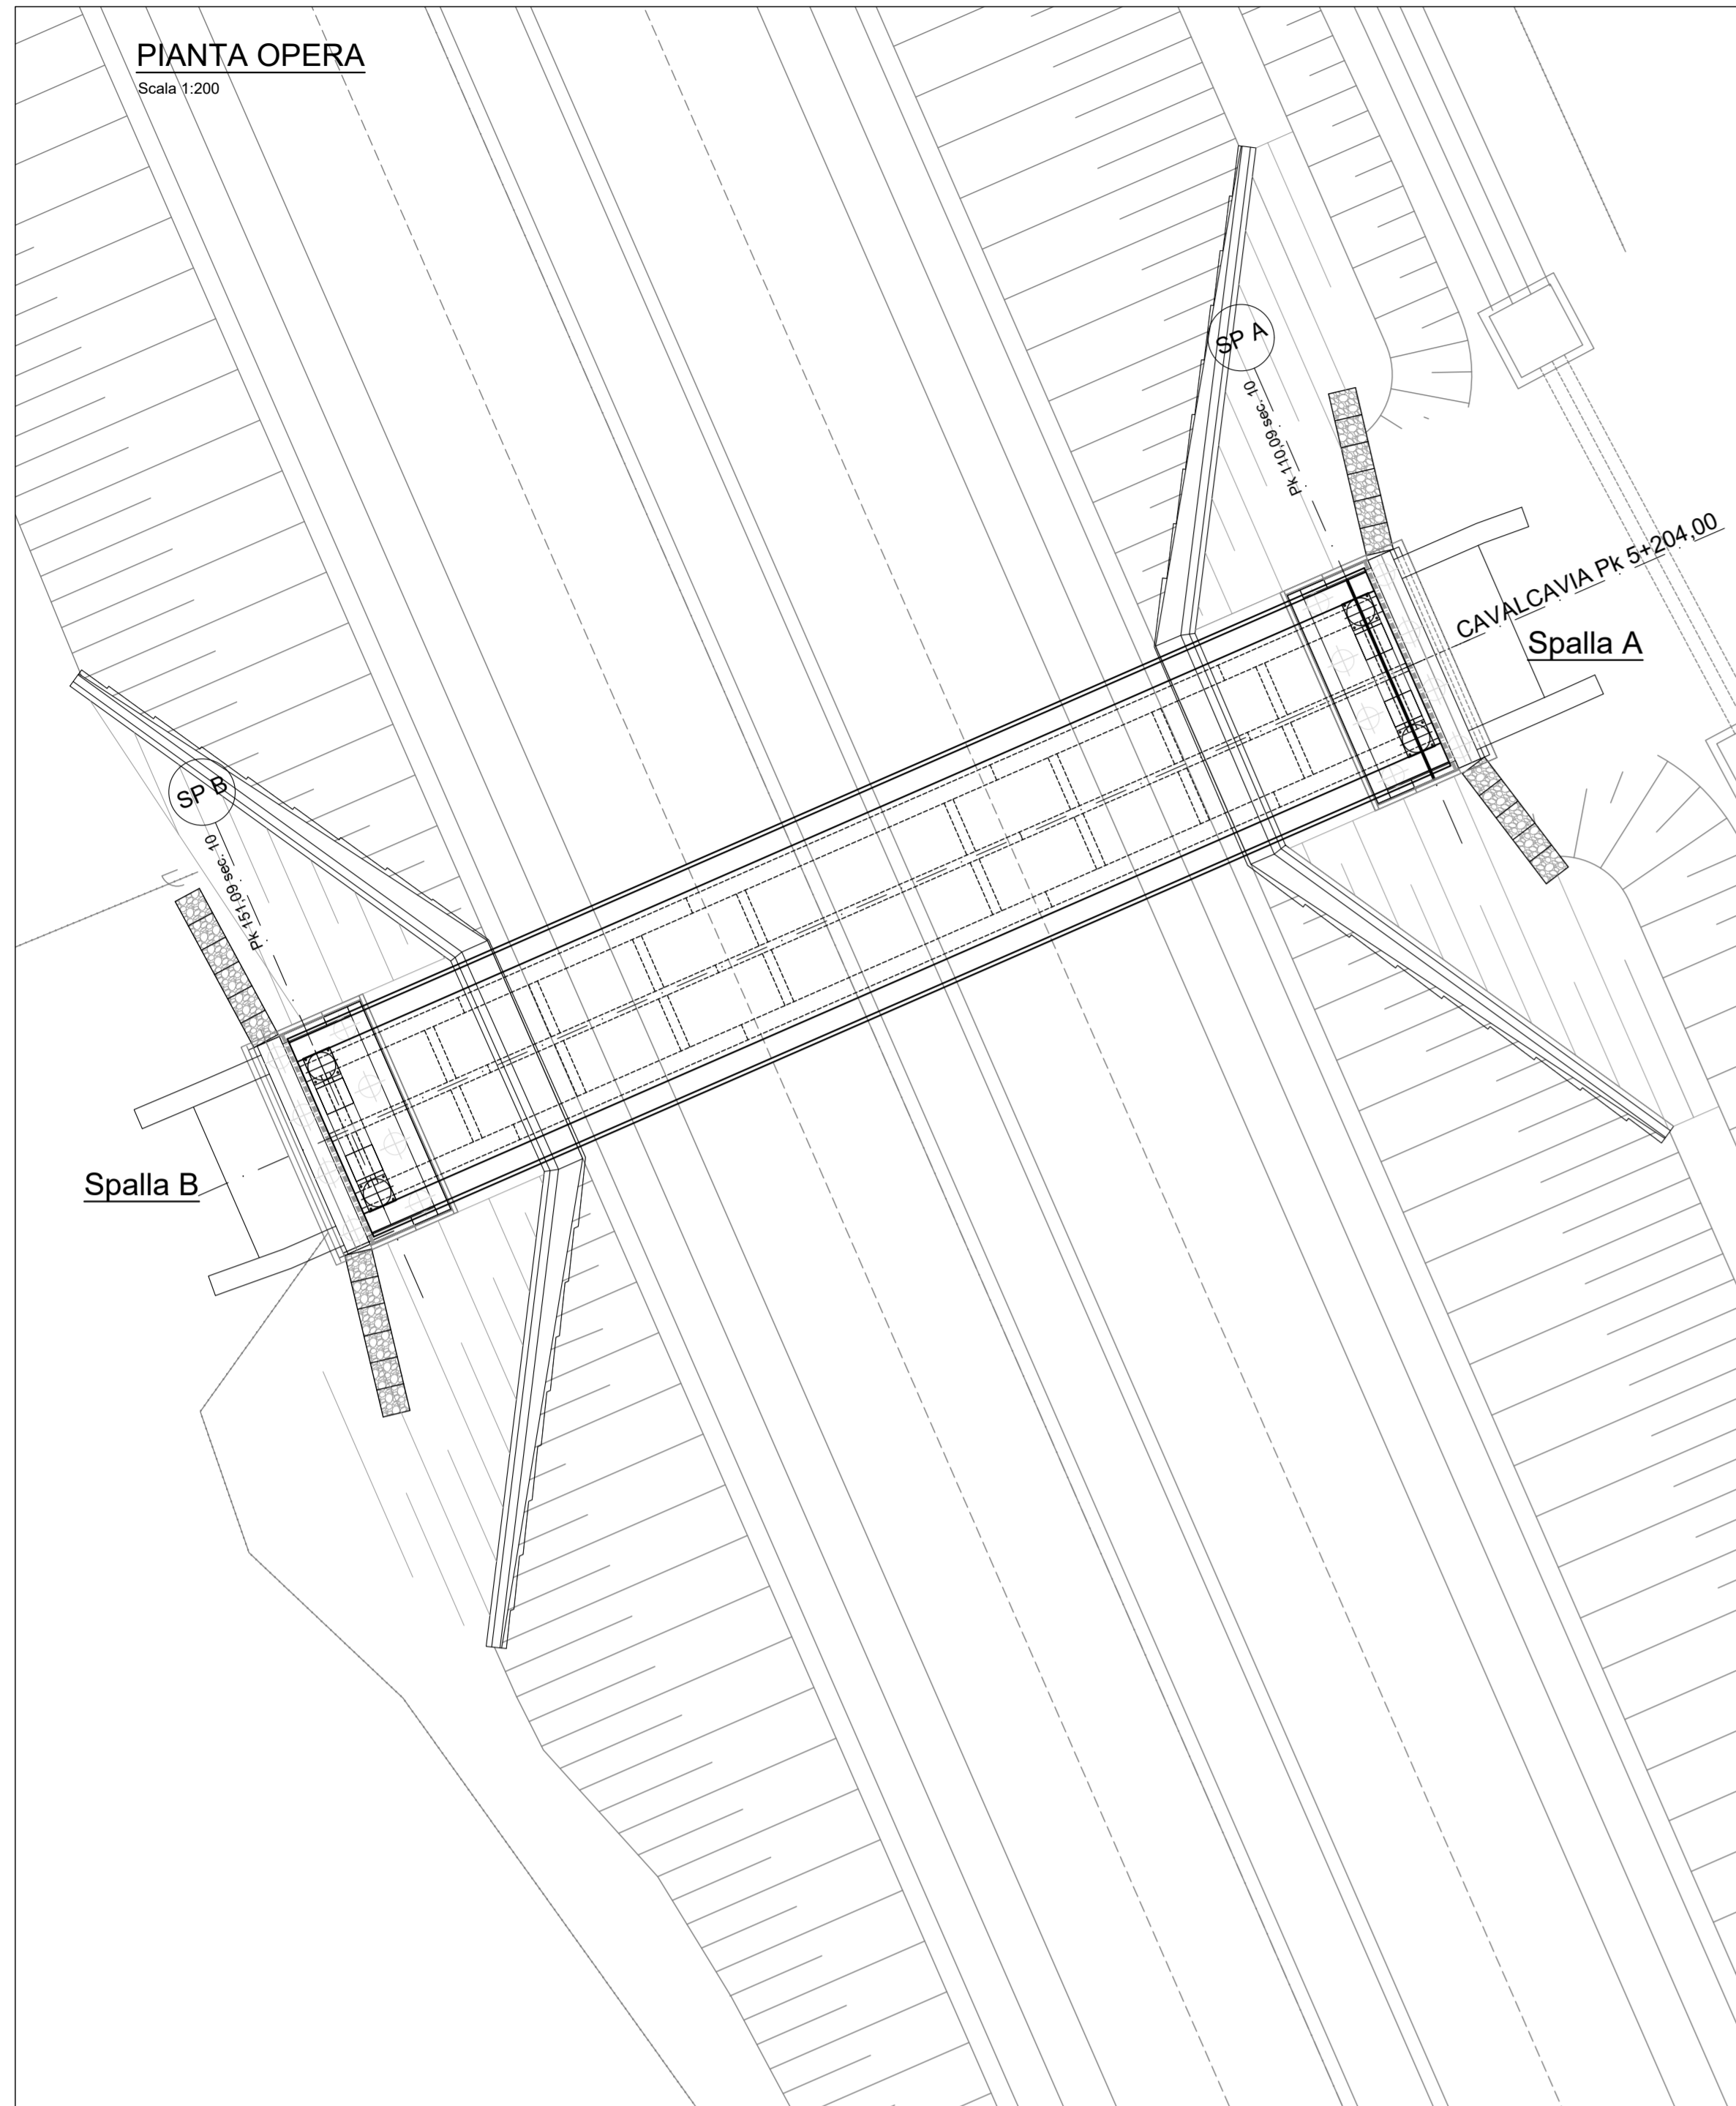 PIANTA OPERA
Scala 1:200
SP A
Pk 110,09 sec. 10
CAVALCAVIA Pk 5+204,00
Spalla A
SP B
Pk 151,09 sec. 10
Spalla B